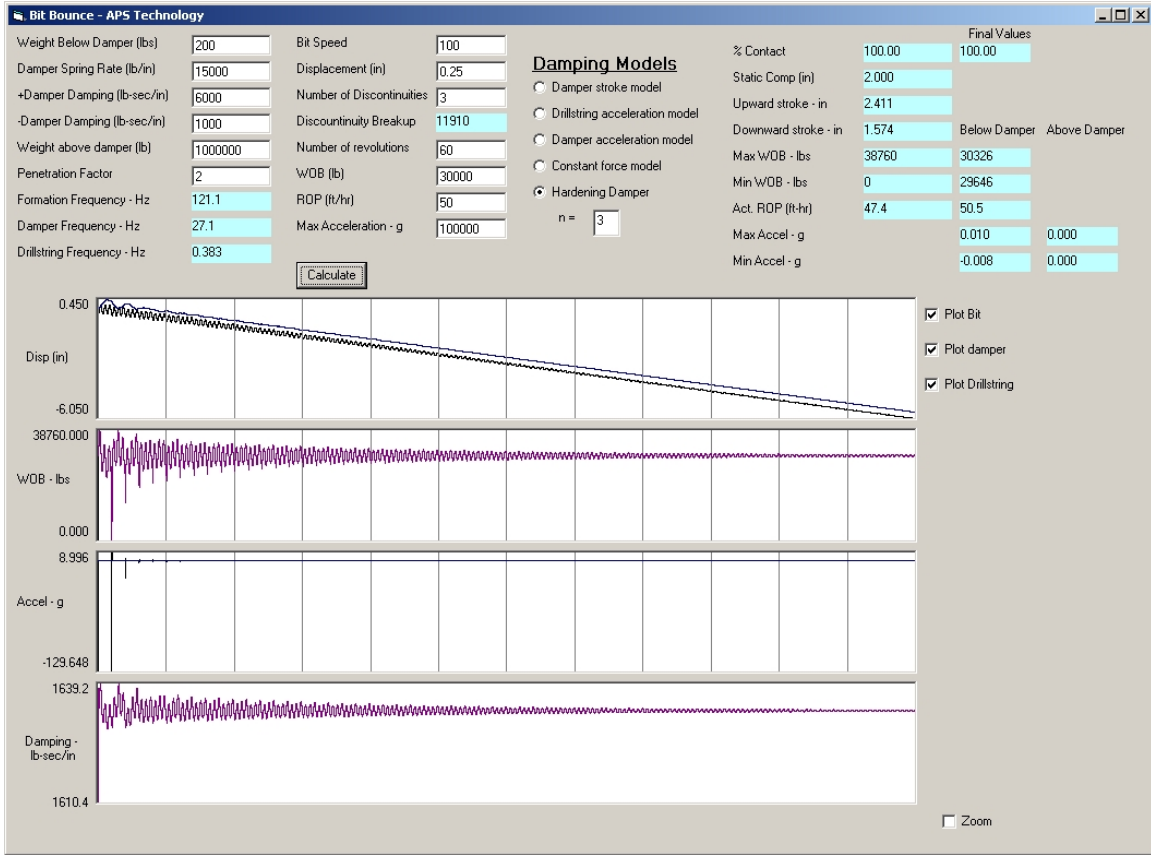 Bit Bounce - APS Technology
Weight Below Damper (lbs) 200
Damper Spring Rate (lb/in) 15000
+Damper Damping (lb-sec/in) 6000
-Damper Damping (lb-sec/in) 1000
Weight above damper (lb) 1000000
Penetration Factor 2
Formation Frequency - Hz 121.1
Damper Frequency - Hz 27.1
Drillstring Frequency - Hz 0.383
Bit Speed 100
Displacement (in) 0.25
Number of Discontinuities 3
Discountinuity Breakup 11910
Number of revolutions 60
WOB (lb) 30000
ROP (ft/hr) 50
Max Acceleration - g 100000
Calculate
Damping Models
Damper stroke model
Drillstring acceleration model
Damper acceleration model
Constant force model
Hardening Damper
n = 3
Final Values
% Contact 100.00 100.00
Static Comp (in) 2.000
Upward stroke - in 2.411
Downward stroke - in 1.574 Below Damper Above Damper
Max WOB - lbs 38760 30326
Min WOB - lbs 0 29646
Act. ROP (ft-hr) 47.4 50.5
Max Accel - g 0.010 0.000
Min Accel - g -0.008 0.000
0.450
Disp (in)
-6.050
Plot Bit
Plot damper
Plot Drillstring
38760.000
WOB - lbs
0.000
8.996
Accel - g
-129.648
1639.2
Damping -
lb-sec/in
1610.4
Zoom